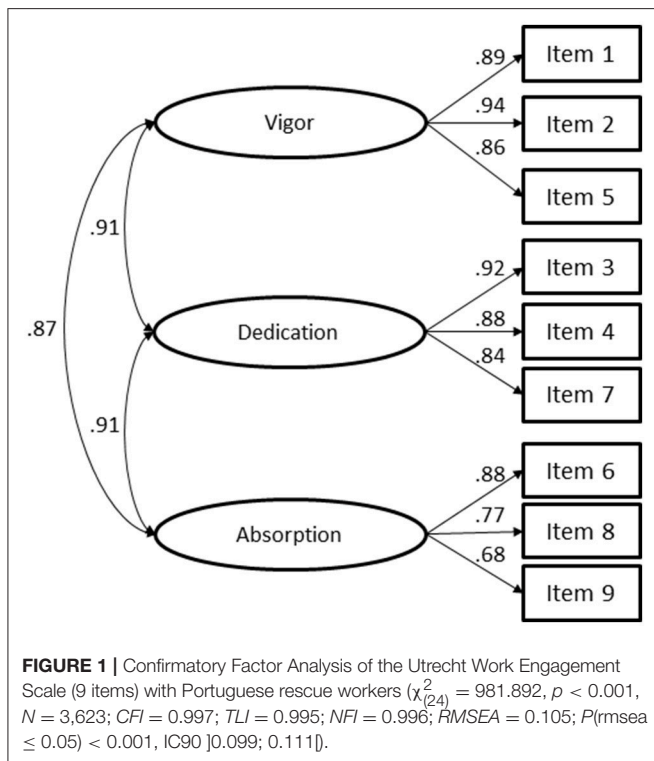 .89
Item 1
Vigor
.94
Item 2
.86
Item 5
.91
.92
Item 3
.87
Dedication
.88
Item 4
.84
Item 7
.91
.88
Item 6
Absorption
.77
Item 8
.68
Item 9
FIGURE 1 | Confirmatory Factor Analysis of the Utrecht Work Engagement
Scale (9 items) with Portuguese rescue workers (χ²₍₂₄₎ = 981.892, p < 0.001,
N = 3,623; CFI = 0.997; TLI = 0.995; NFI = 0.996; RMSEA = 0.105; P(rmsea
≤ 0.05) < 0.001, IC90 ]0.099; 0.111[).